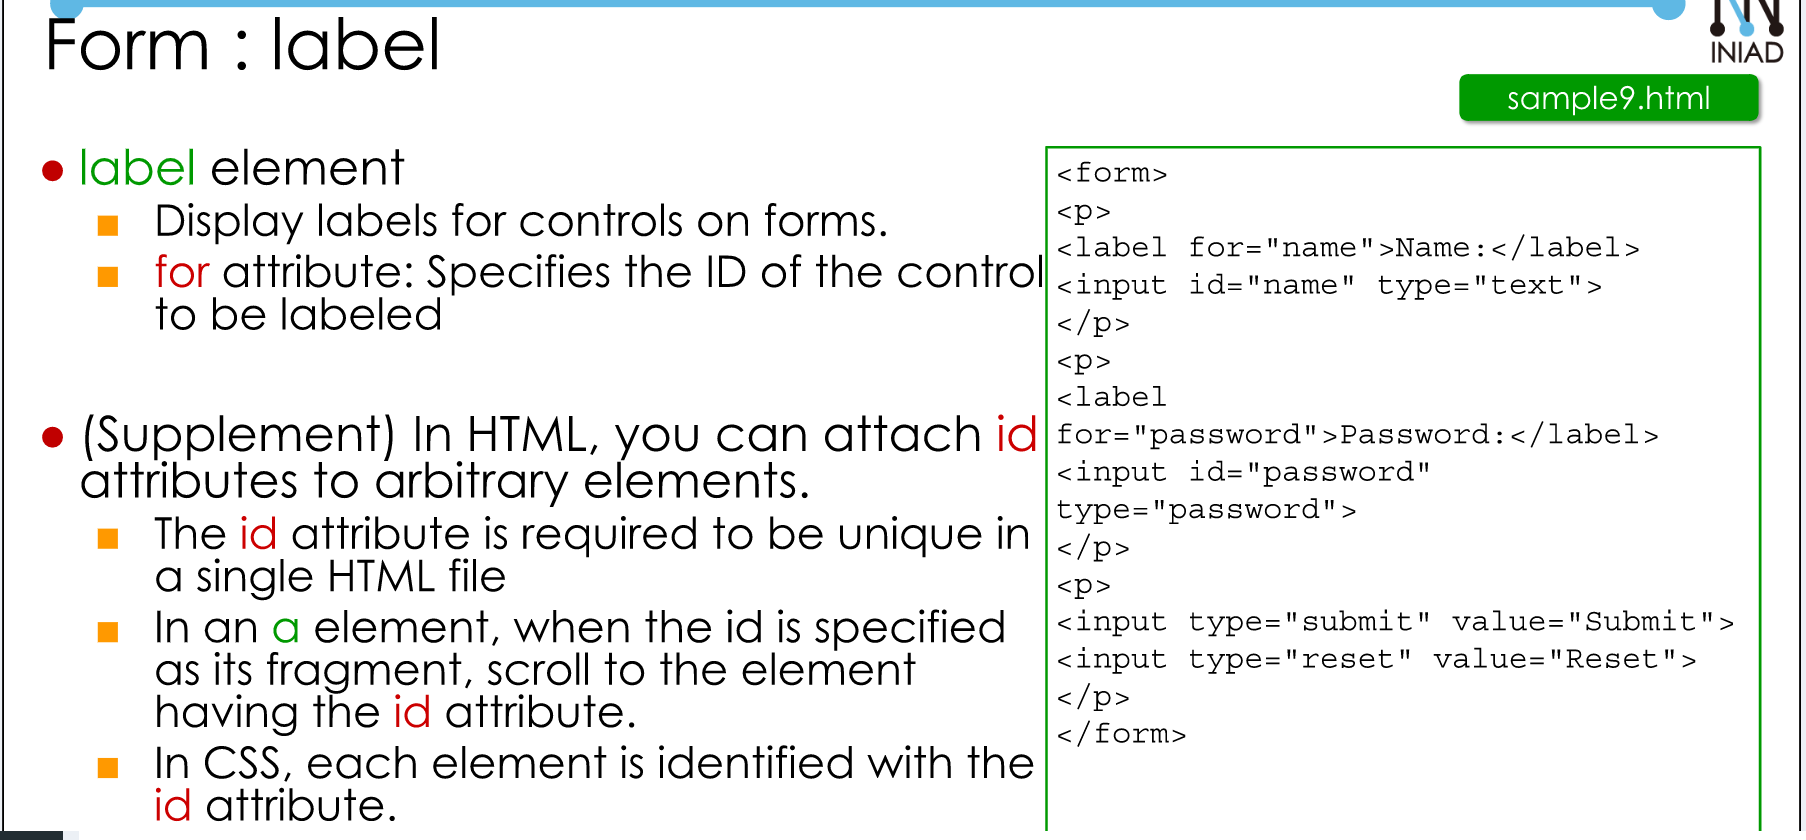 Form : label
INIAD
sample9.html
label element
Display labels for controls on forms.
for attribute: Specifies the ID of the control
to be labeled
(Supplement) In HTML, you can attach id
attributes to arbitrary elements.
The id attribute is required to be unique in
a single HTML file
In an a element, when the id is specified
as its fragment, scroll to the element
having the id attribute.
In CSS, each element is identified with the
id attribute.
<form>
<p>
<label for="name">Name:</label>
<input id="name" type="text">
</p>
<p>
<label
for="password">Password:</label>
<input id="password"
type="password">
</p>
<p>
<input type="submit" value="Submit">
<input type="reset" value="Reset">
</p>
</form>